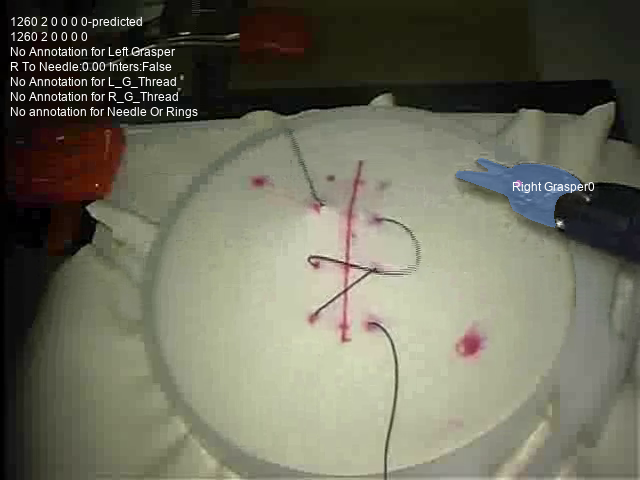 1260 2 0 0 0 0-predicted
1260 2 0 0 0 0
No Annotation for Left Grasper
R To Needle:0.00 Inters:False
No Annotation for L_G_Thread
No Annotation for R_G_Thread
No annotation for Needle Or Rings
Right Grasper0